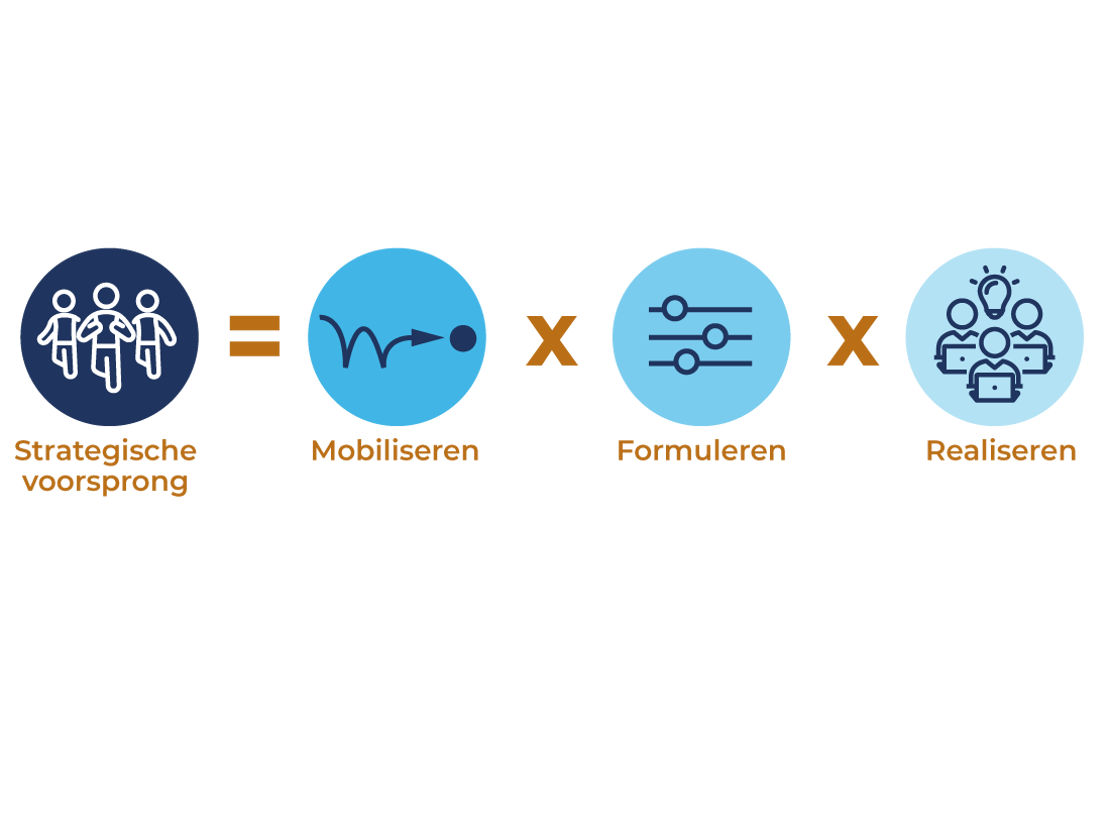 =
x
x
Strategische
voorsprong
Mobiliseren
Formuleren
Realiseren